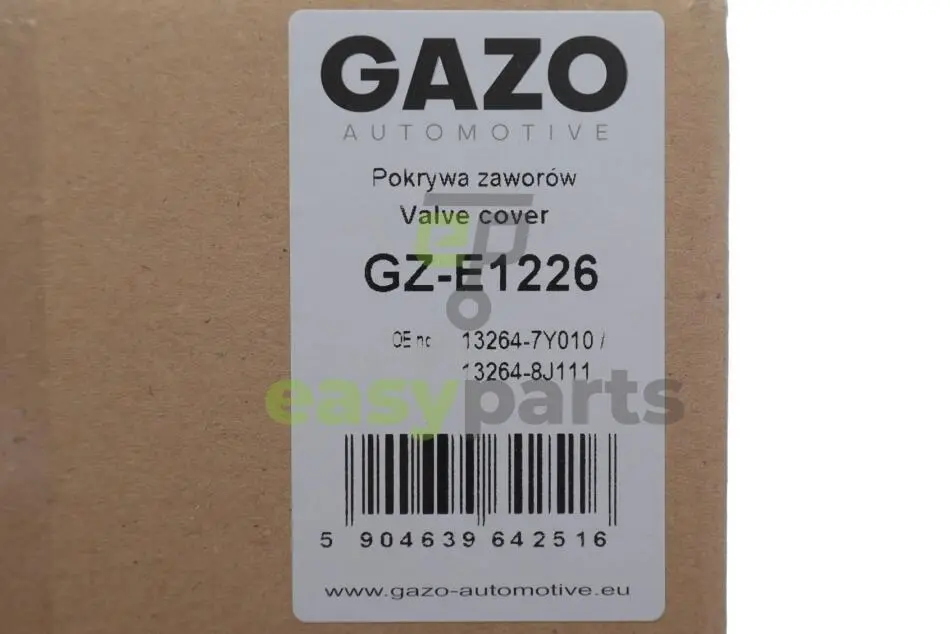 GAZO
AUTOMOTIVE
Pokrywa zaworów
Valve cover
ep
GZ-E1226
OE no 13264-7Y010 /
13264-8J111
easyparts
5 904639 642516
www.gazo-automotive.eu